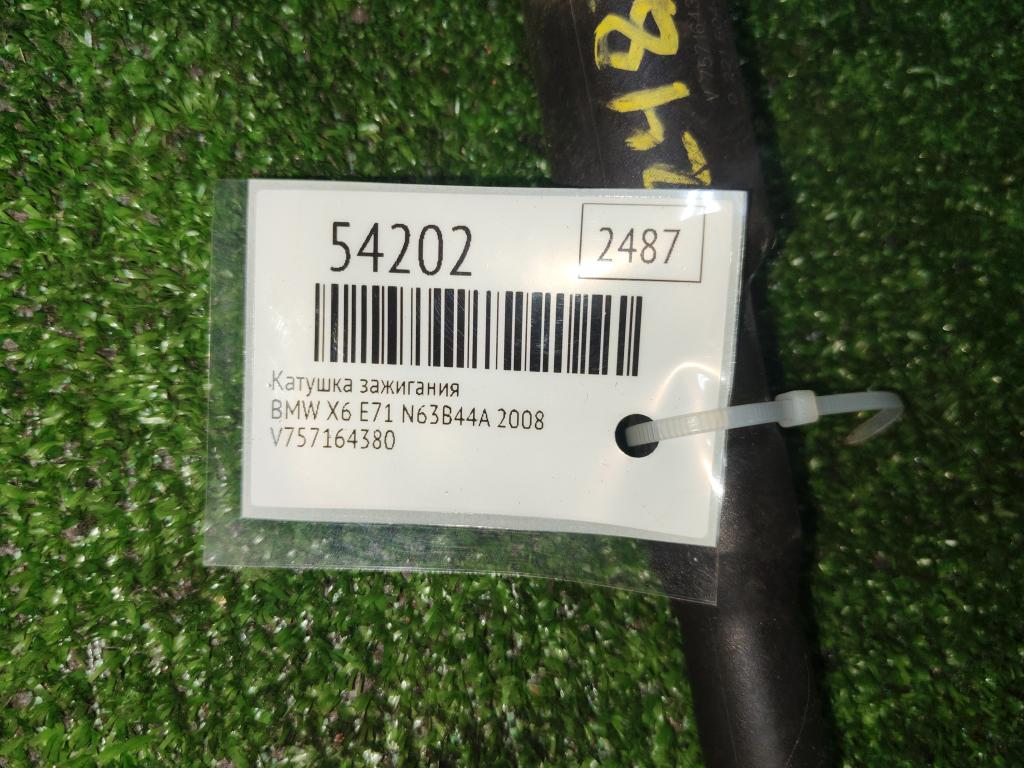 54202
2487
Катушка зажигания
BMW X6 E71 N63B44A 2008
V757164380